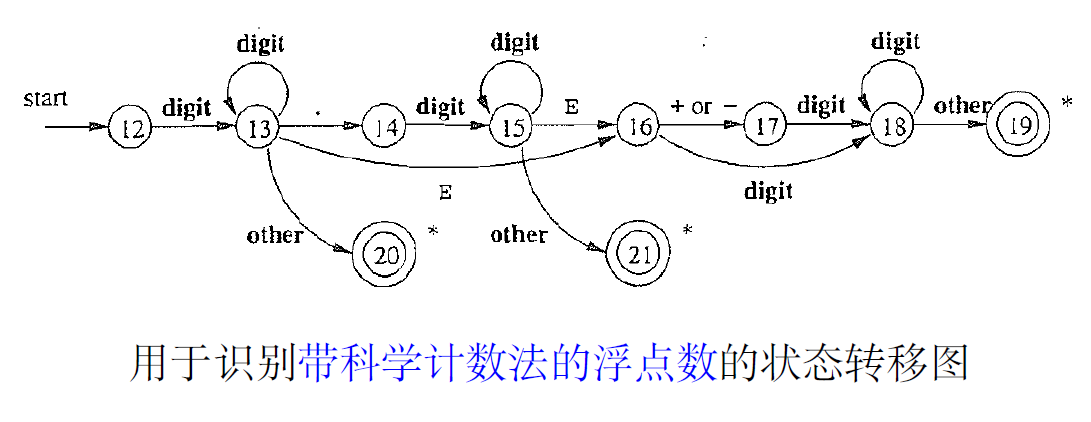 digit digit digit
start digit . digit E + or − digit other *
12 13 14 15 16 17 18 19
E digit
other * other *
20 21
用于识别带科学计数法的浮点数的状态转移图